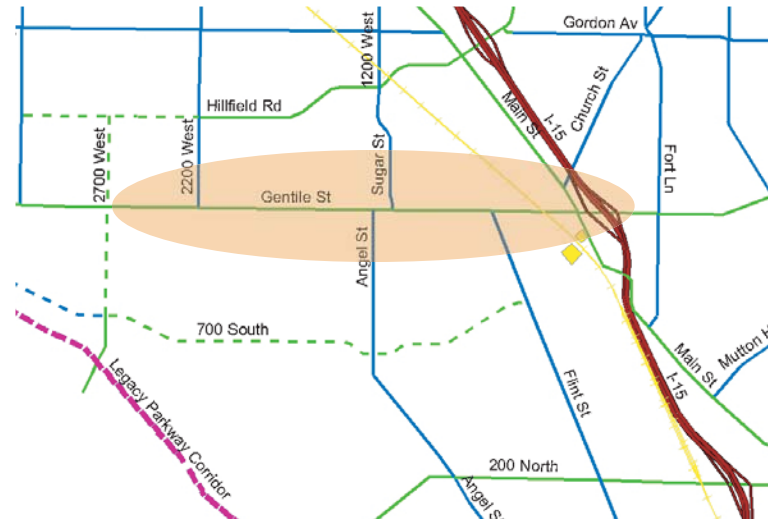 Gordon Av
1200 West
Main St
I-15
Church St
Hillfield Rd
2700 West
2200 West
Sugar St
Fort Ln
Gentile St
Angel St
700 South
Legacy Parkway Corridor
Flint St
Main St
I-15
Mutton H
200 North
Angel S